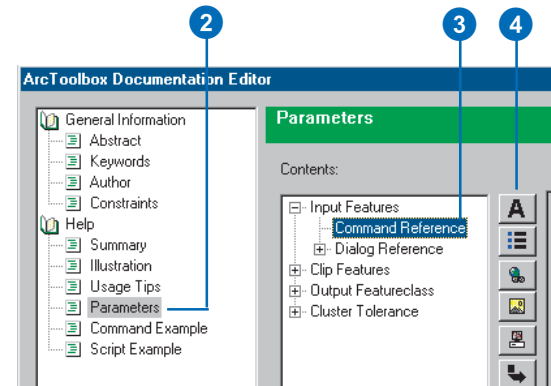 2 3 4
ArcToolbox Documentation Editor
General Information
Abstract
Keywords
Author
Constraints
Help
Summary
Illustration
Usage Tips
Parameters
Command Example
Script Example
Parameters
Contents:
Input Features
Command Reference
Dialog Reference
Clip Features
Output Featureclass
Cluster Tolerance
A